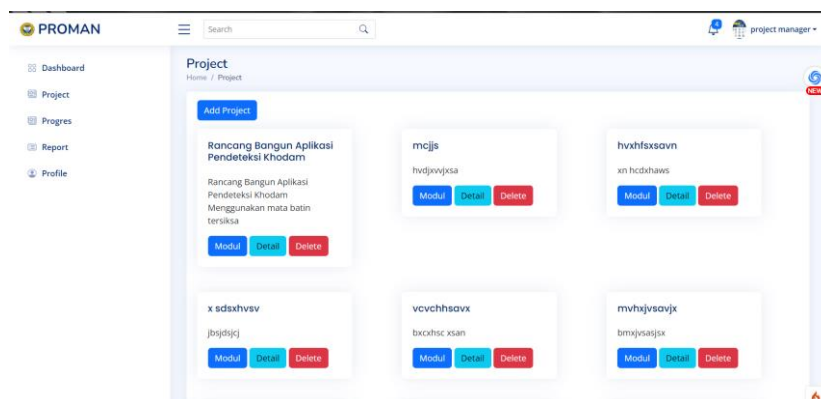 PROMAN
Search
4
project manager
Dashboard
Project
Progres
Report
Profile
Project
Home / Project
NEW
Add Project
Rancang Bangun Aplikasi
Pendeteksi Khodam
Rancang Bangun Aplikasi
Pendeteksi Khodam
Menggunakan mata batin
tersiksa
Modul Detail Delete
mcjjs
hvdjxvvjxsa
Modul Detail Delete
hvxhfsxsavn
xn hcdxhaws
Modul Detail Delete
x sdsxhvsv
jbsjdsjcj
Modul Detail Delete
vcvchhsavx
bxcxhsc xsan
Modul Detail Delete
mvhxjvsavjx
bmxjvsasjsx
Modul Detail Delete